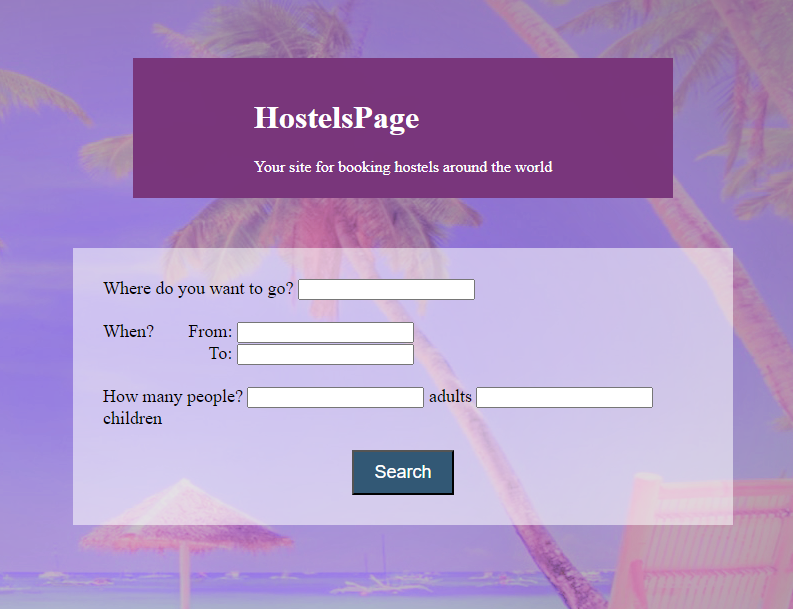 HostelsPage
Your site for booking hostels around the world
Where do you want to go?
When? From:
To:
How many people? adults
children
Search